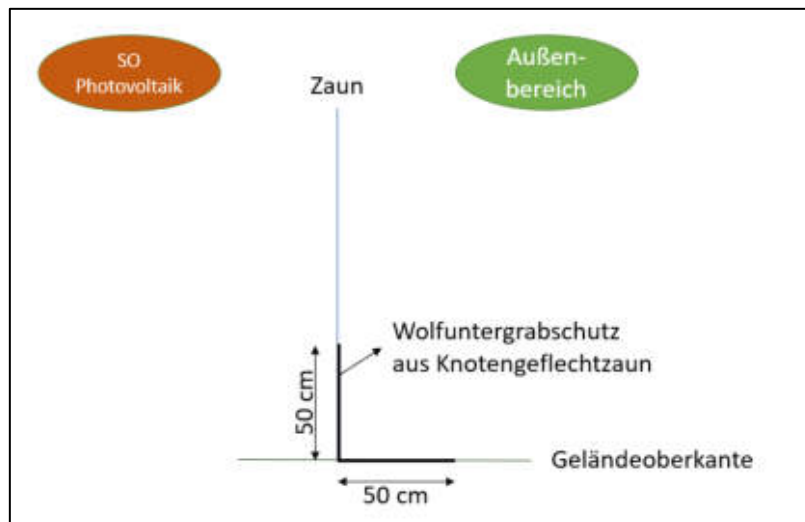 SO
Photovoltaik
Außen-
bereich
Zaun
Wolfuntergrabschutz
aus Knotengeflechtzaun
50 cm
Geländeoberkante
50 cm